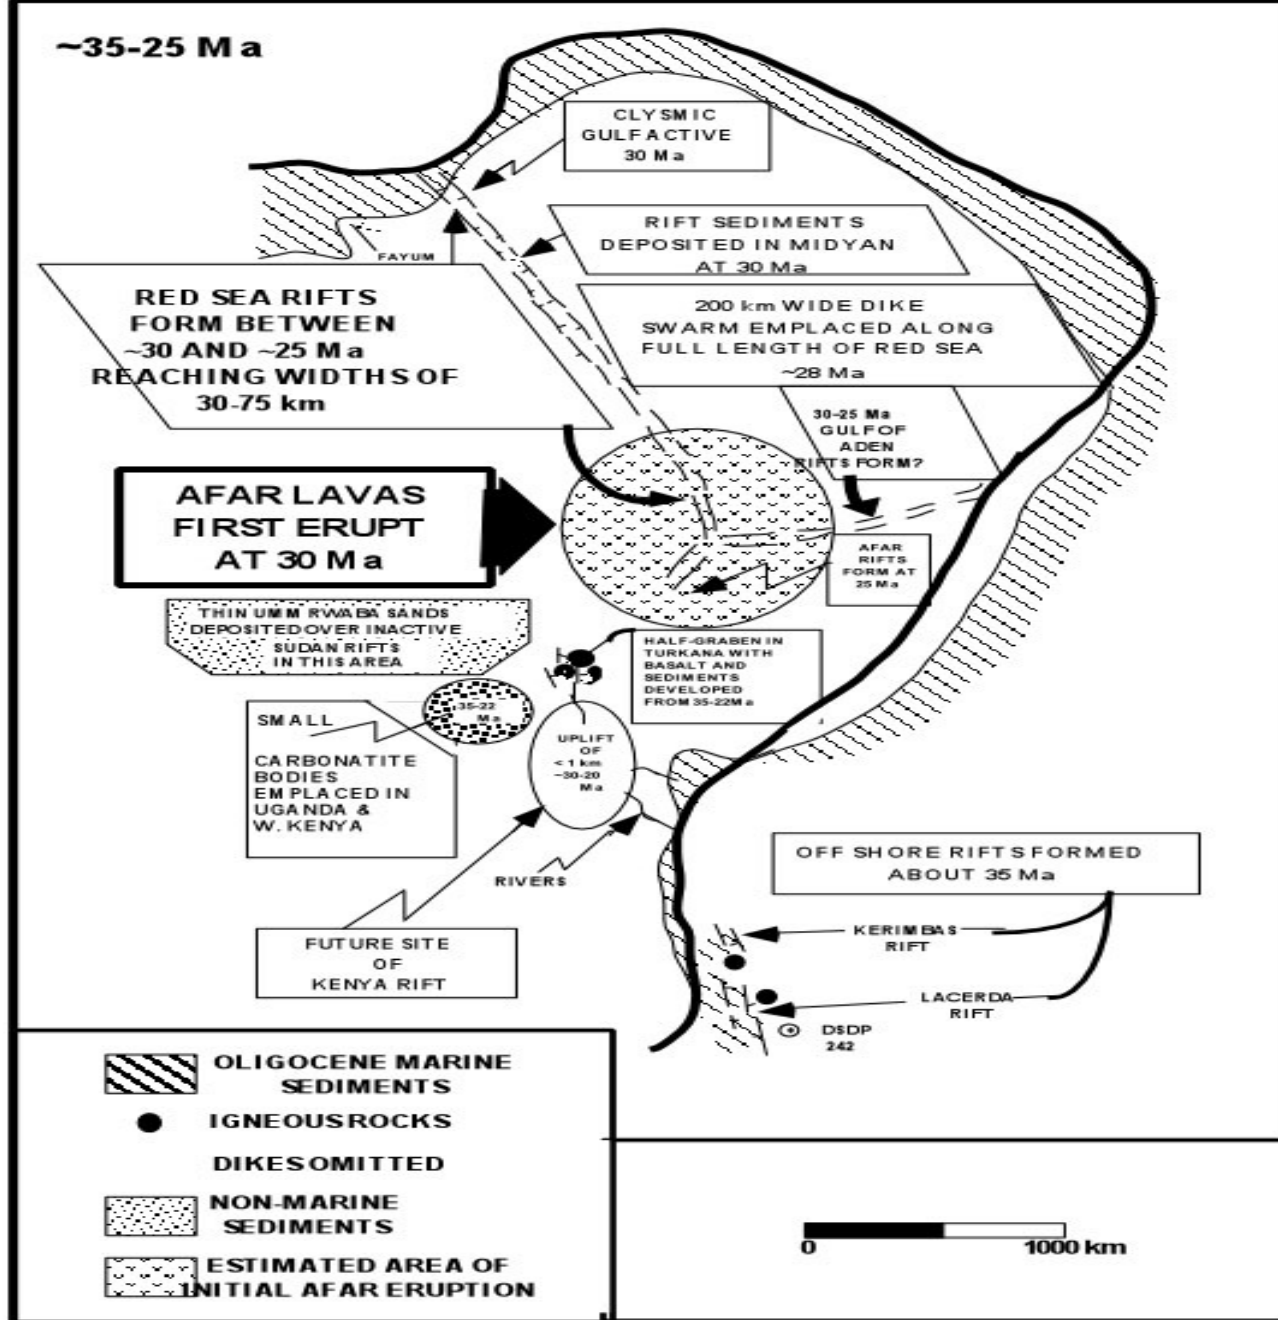 ~35-25 Ma
CLYSMIC
GULF ACTIVE
30 Ma
RIFT SEDIMENTS
DEPOSITED IN MIDYAN
AT 30 Ma
FAYUM
RED SEA RIFTS
FORM BETWEEN
~30 AND ~25 Ma
REACHING WIDTHS OF
30-75 km
200 km WIDE DIKE
SWARM EMPLACED ALONG
FULL LENGTH OF RED SEA
~28 Ma
30-25 Ma
GULF OF
ADEN
RIFTS FORM?
AFAR LAVAS
FIRST ERUPT
AT 30 Ma
AFAR
RIFTS
FORM AT
25 Ma
THIN UMM RWABA SANDS
DEPOSITED OVER INACTIVE
SUDAN RIFTS
IN THIS AREA
HALF-GRABEN IN
TURKANA WITH
BASALT AND
SEDIMENTS
DEVELOPED
FROM 35-22Ma
35-22
Ma
SMALL
CARBONATITE
BODIES
EMPLACED IN
UGANDA &
W. KENYA
UPLIFT
OF
< 1 km
~30-20
Ma
RIVERS
OFF SHORE RIFTS FORMED
ABOUT 35 Ma
KERIMBAS
RIFT
FUTURE SITE
OF
KENYA RIFT
LACERDA
RIFT
DSDP
242
OLIGOCENE MARINE
SEDIMENTS
IGNEOUS ROCKS
DIKES OMITTED
NON-MARINE
SEDIMENTS
ESTIMATED AREA OF
INITIAL AFAR ERUPTION
0 1000 km